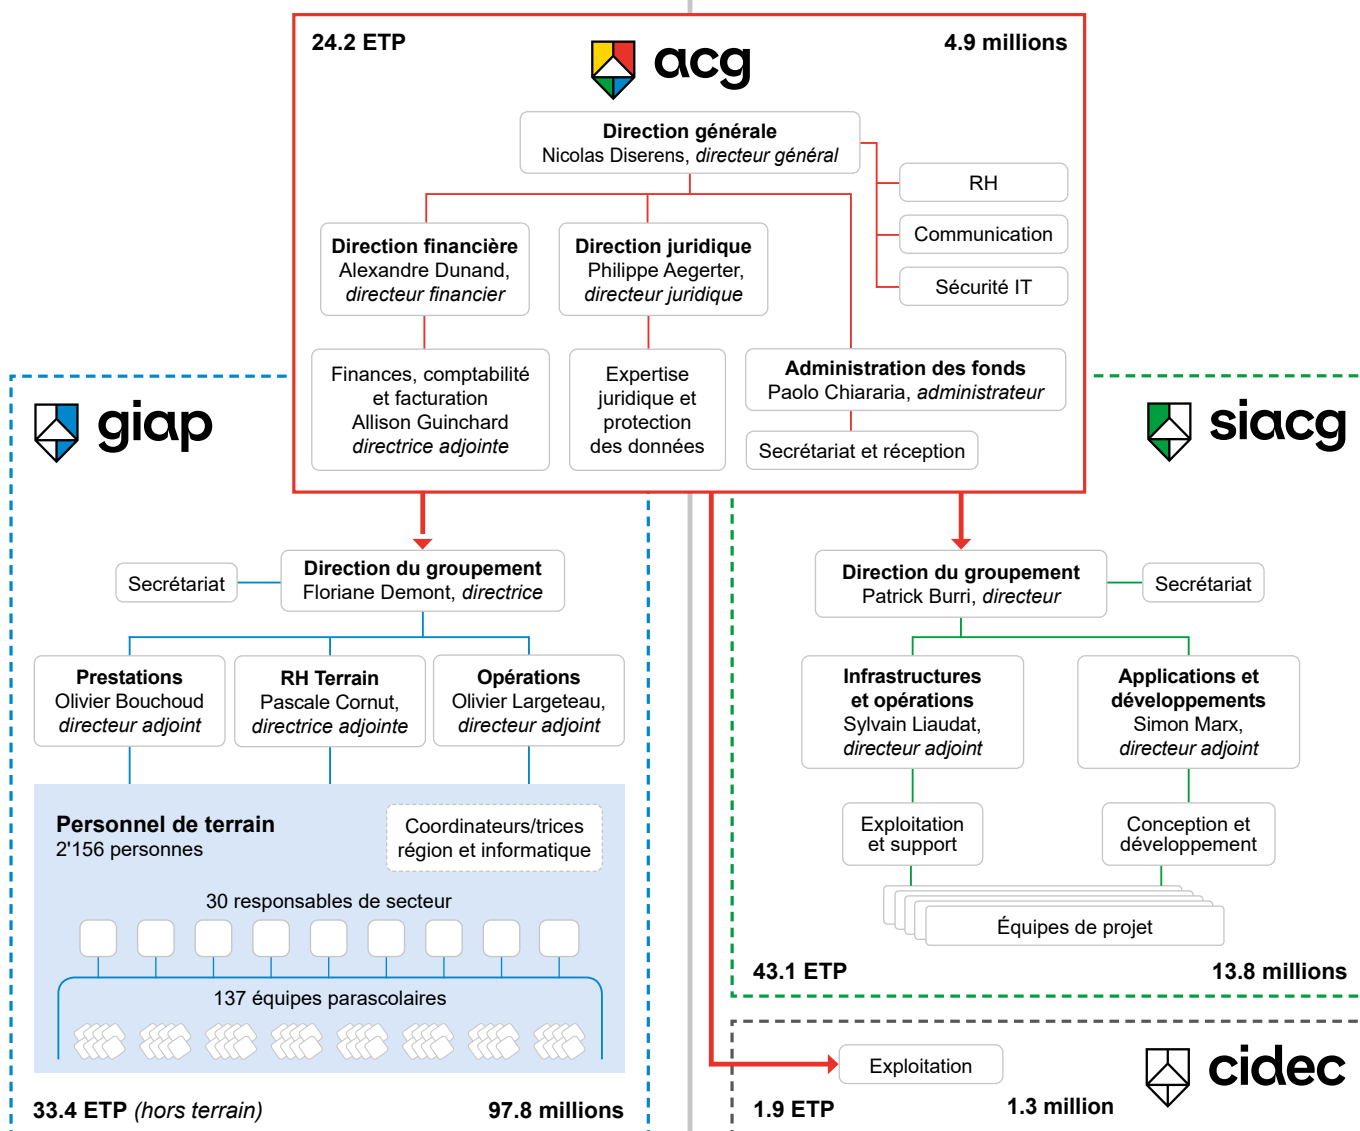 24.2 ETP
4.9 millions
acg
Direction générale
Nicolas Diserens, directeur général
RH
Communication
Sécurité IT
Direction financière
Alexandre Dunand,
directeur financier
Direction juridique
Philippe Aegerter,
directeur juridique
Finances, comptabilité
et facturation
Allison Guinchard
directrice adjointe
Expertise
juridique et
protection
des données
Administration des fonds
Paolo Chiararia, administrateur
Secrétariat et réception
giap
Secrétariat
Direction du groupement
Floriane Demont, directrice
Prestations
Olivier Bouchoud
directeur adjoint
RH Terrain
Pascale Cornut,
directrice adjointe
Opérations
Olivier Largeteau,
directeur adjoint
Personnel de terrain
2'156 personnes
Coordinateurs/trices
région et informatique
30 responsables de secteur
137 équipes parascolaires
33.4 ETP (hors terrain)
97.8 millions
siacg
Direction du groupement
Patrick Burri, directeur
Secrétariat
Infrastructures
et opérations
Sylvain Liaudat,
directeur adjoint
Applications et
développements
Simon Marx,
directeur adjoint
Exploitation
et support
Conception et
développement
Équipes de projet
43.1 ETP
13.8 millions
Exploitation
cidec
1.9 ETP
1.3 million